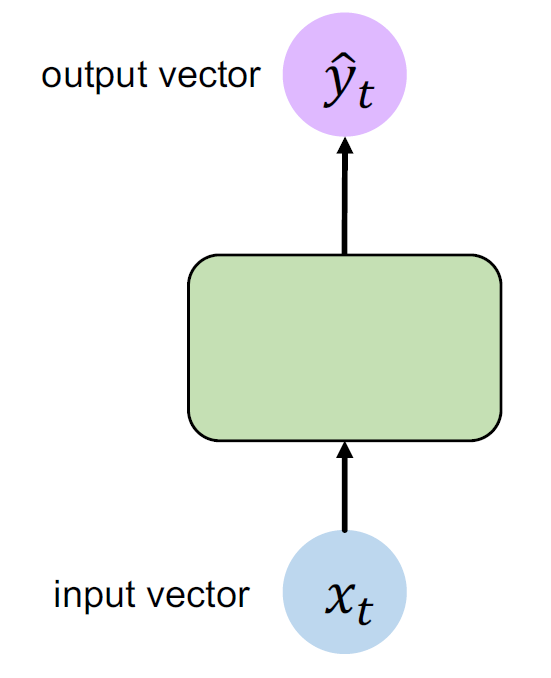 output vector ŷₜ
input vector xₜ